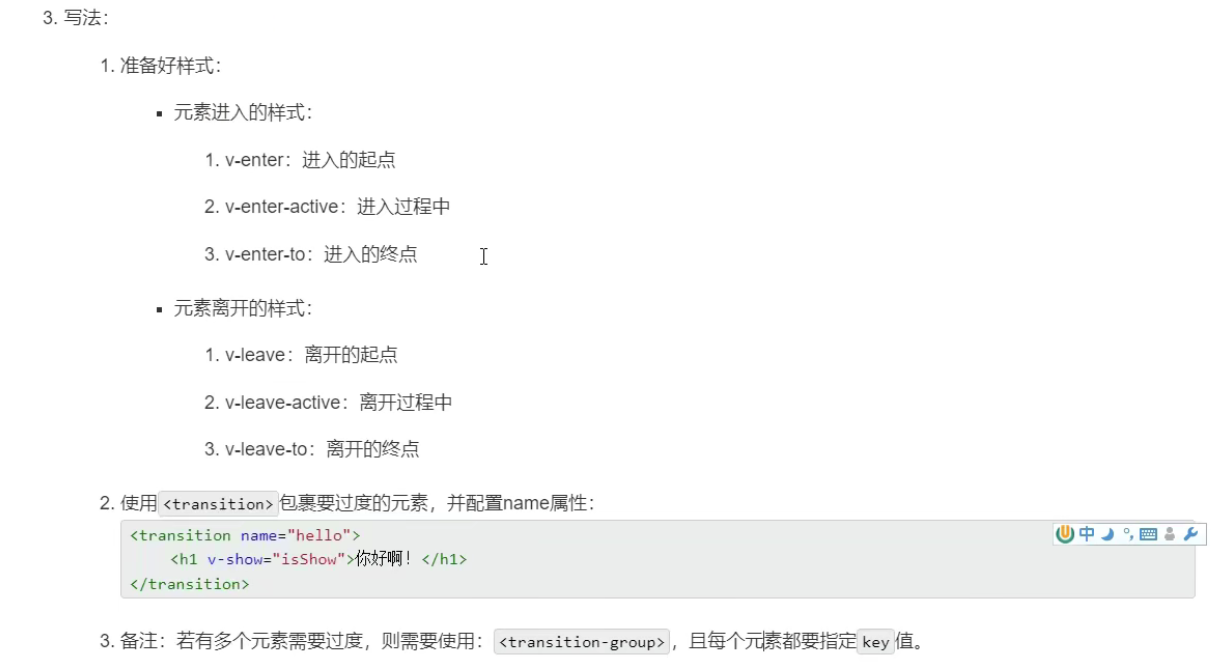 3. 写法：
1. 准备好样式：
▪ 元素进入的样式：
1. v-enter：进入的起点
2. v-enter-active：进入过程中
3. v-enter-to：进入的终点
▪ 元素离开的样式：
1. v-leave：离开的起点
2. v-leave-active：离开过程中
3. v-leave-to：离开的终点
2. 使用<transition>包裹要过度的元素，并配置name属性：
<transition name="hello">
<h1 v-show="isShow">你好啊！</h1>
</transition>
中
3. 备注：若有多个元素需要过度，则需要使用：<transition-group>，且每个元素都要指定key值。